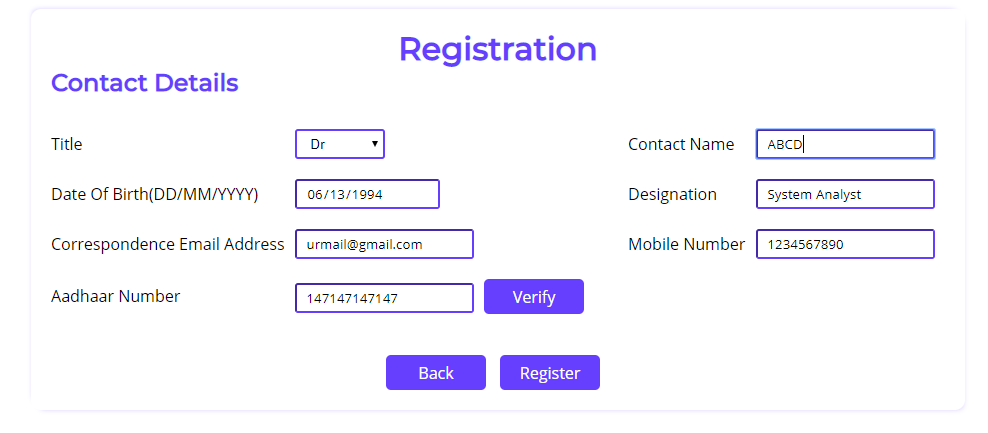 Registration
Contact Details
Title Dr Contact Name ABCD
Date Of Birth(DD/MM/YYYY) 06/13/1994 Designation System Analyst
Correspondence Email Address urmail@gmail.com Mobile Number 1234567890
Aadhaar Number 147147147147 Verify
Back Register